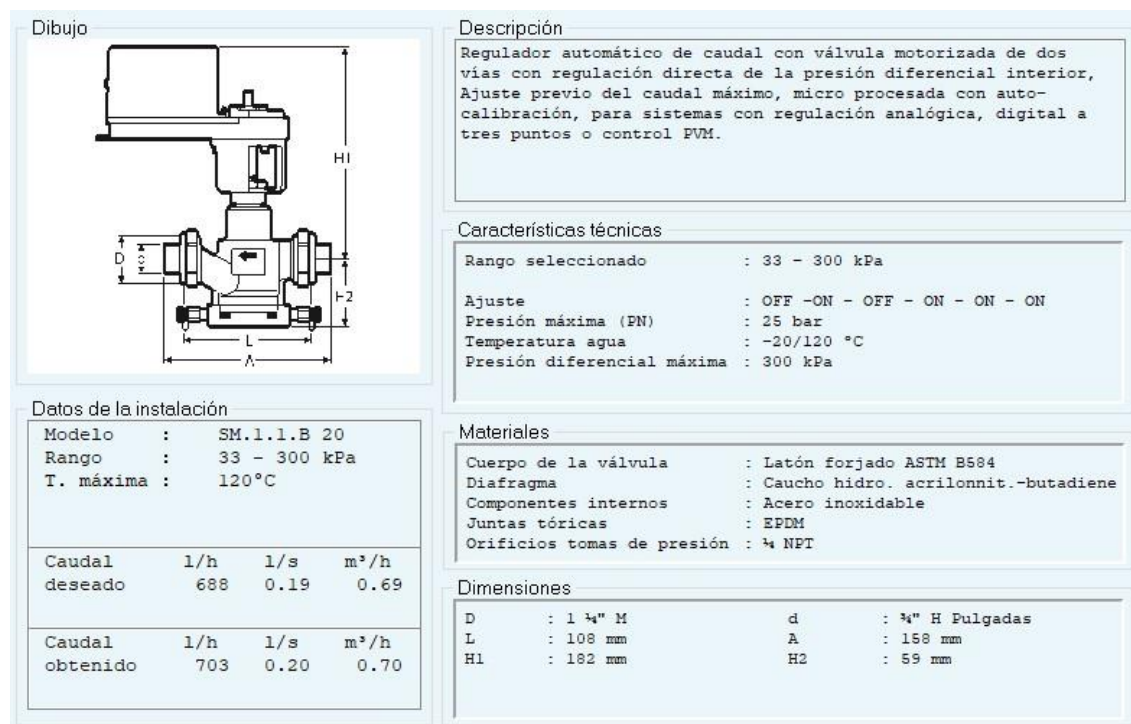 Dibujo
H1
D
H2
L
A
Datos de la instalación
Modelo : SM.1.1.B 20
Rango : 33 - 300 kPa
T. máxima : 120°C
Caudal l/h l/s m³/h
deseado 688 0.19 0.69
Caudal l/h l/s m³/h
obtenido 703 0.20 0.70
Descripción
Regulador automático de caudal con válvula motorizada de dos
vías con regulación directa de la presión diferencial interior,
Ajuste previo del caudal máximo, micro procesada con auto-
calibración, para sistemas con regulación analógica, digital a
tres puntos o control PVM.
Características técnicas
Rango seleccionado : 33 - 300 kPa
Ajuste : OFF -ON - OFF - ON - ON - ON
Presión máxima (PN) : 25 bar
Temperatura agua : -20/120 °C
Presión diferencial máxima : 300 kPa
Materiales
Cuerpo de la válvula : Latón forjado ASTM B584
Diafragma : Caucho hidro. acrilonnit.-butadiene
Componentes internos : Acero inoxidable
Juntas tóricas : EPDM
Orificios tomas de presión : ¼ NPT
Dimensiones
D : 1 ¼" M d : ¾" H Pulgadas
L : 108 mm A : 158 mm
H1 : 182 mm H2 : 59 mm